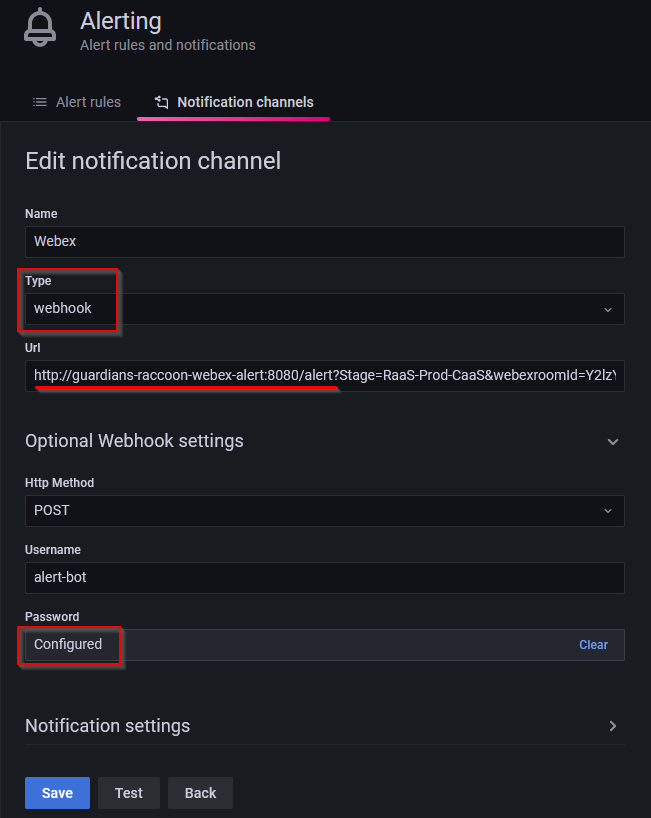 Alerting
Alert rules and notifications
Alert rules
Notification channels
Edit notification channel
Name
Webex
Type
webhook
Url
http://guardians-raccoon-webex-alert:8080/alert?Stage=RaaS-Prod-CaaS&webexroomId=Y2lzY
Optional Webhook settings
Http Method
POST
Username
alert-bot
Password
Configured Clear
Notification settings
Save Test Back